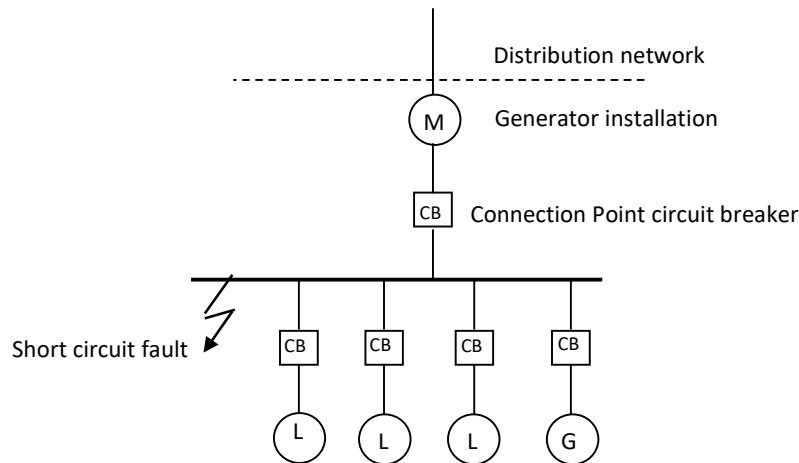 Distribution network
M
Generator installation
CB
Connection Point circuit breaker
Short circuit fault
CB
CB
CB
CB
L
L
L
G